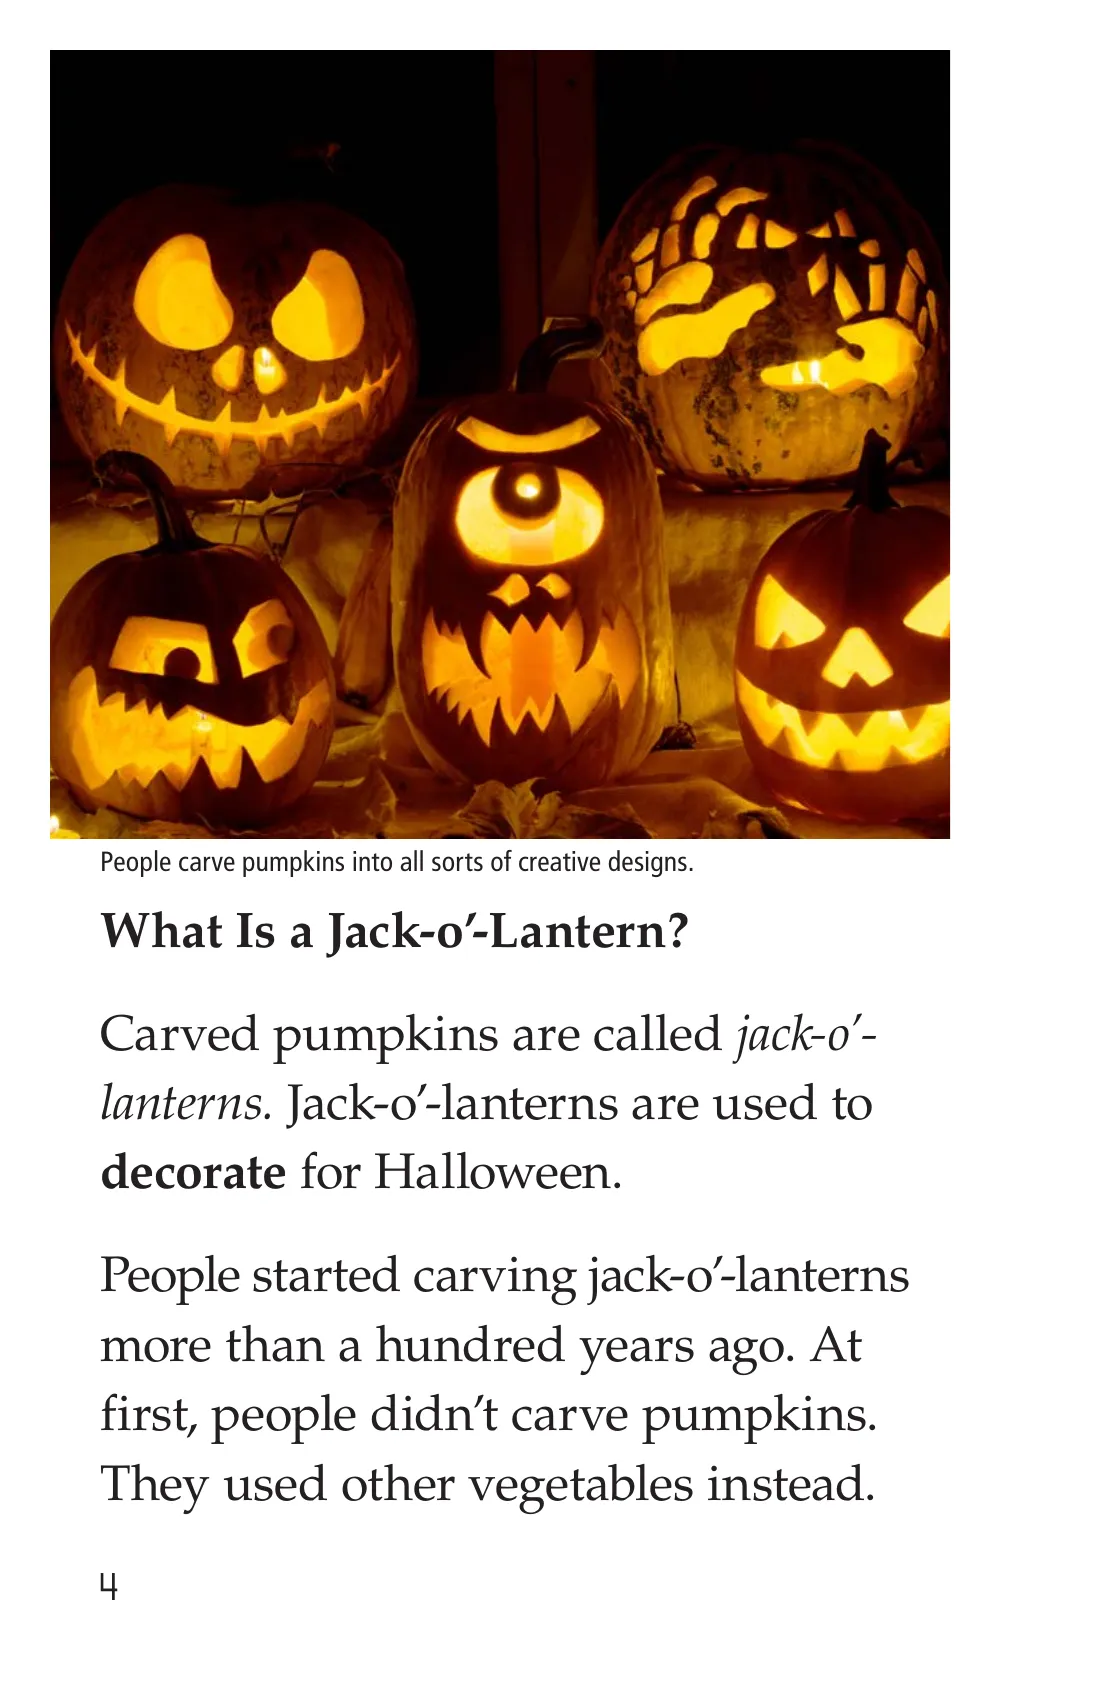 People carve pumpkins into all sorts of creative designs.
What Is a Jack-o’-Lantern?
Carved pumpkins are called jack-o’-
lanterns. Jack-o’-lanterns are used to
decorate for Halloween.
People started carving jack-o’-lanterns
more than a hundred years ago. At
first, people didn’t carve pumpkins.
They used other vegetables instead.
4